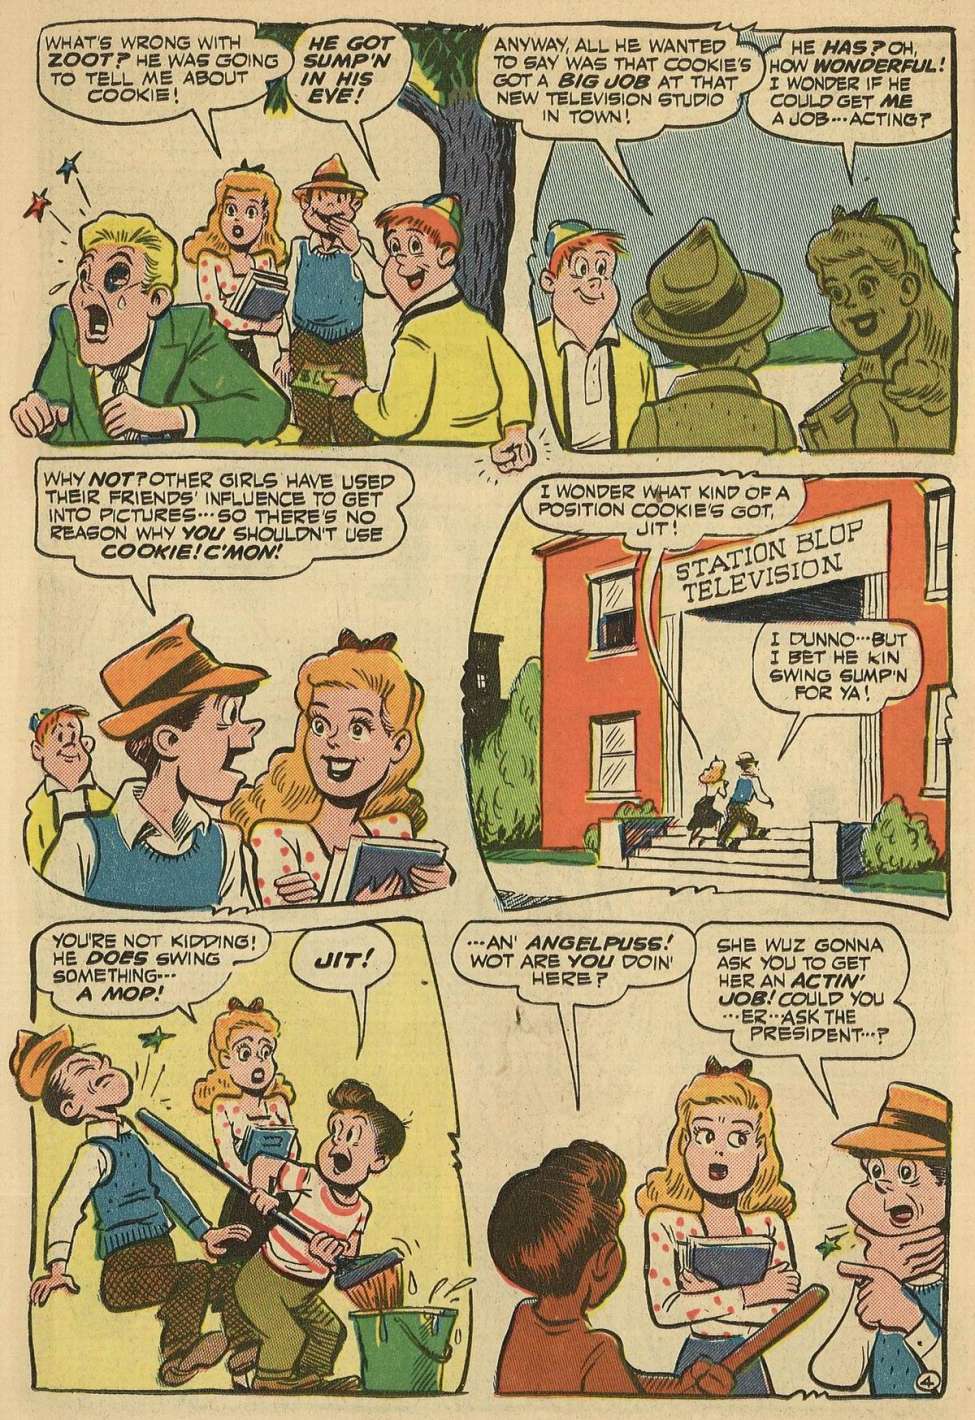 WHAT'S WRONG WITH
ZOOT? HE WAS GOING
TO TELL ME ABOUT
COOKIE!
HE GOT
SUMP'N
IN HIS
EYE!
ANYWAY, ALL HE WANTED
TO SAY WAS THAT COOKIE'S
GOT A BIG JOB AT THAT
NEW TELEVISION STUDIO
IN TOWN!
HE HAS? OH,
HOW WONDERFUL!
I WONDER IF HE
COULD GET ME
A JOB---ACTING?
WHY NOT? OTHER GIRLS HAVE USED
THEIR FRIENDS' INFLUENCE TO GET
INTO PICTURES---SO THERE'S NO
REASON WHY YOU SHOULDN'T USE
COOKIE! C'MON!
I WONDER WHAT KIND OF A
POSITION COOKIE'S GOT,
JIT!
STATION BLOP
TELEVISION
I DUNNO---BUT
I BET HE KIN
SWING SUMP'N
FOR YA!
YOU'RE NOT KIDDING!
HE DOES SWING
SOMETHING---
A MOP!
JIT!
---AN' ANGELPUSS!
WOT ARE YOU DOIN'
HERE?
SHE WUZ GONNA
ASK YOU TO GET
HER AN ACTIN'
JOB! COULD YOU
---ER--ASK THE
PRESIDENT---?
4